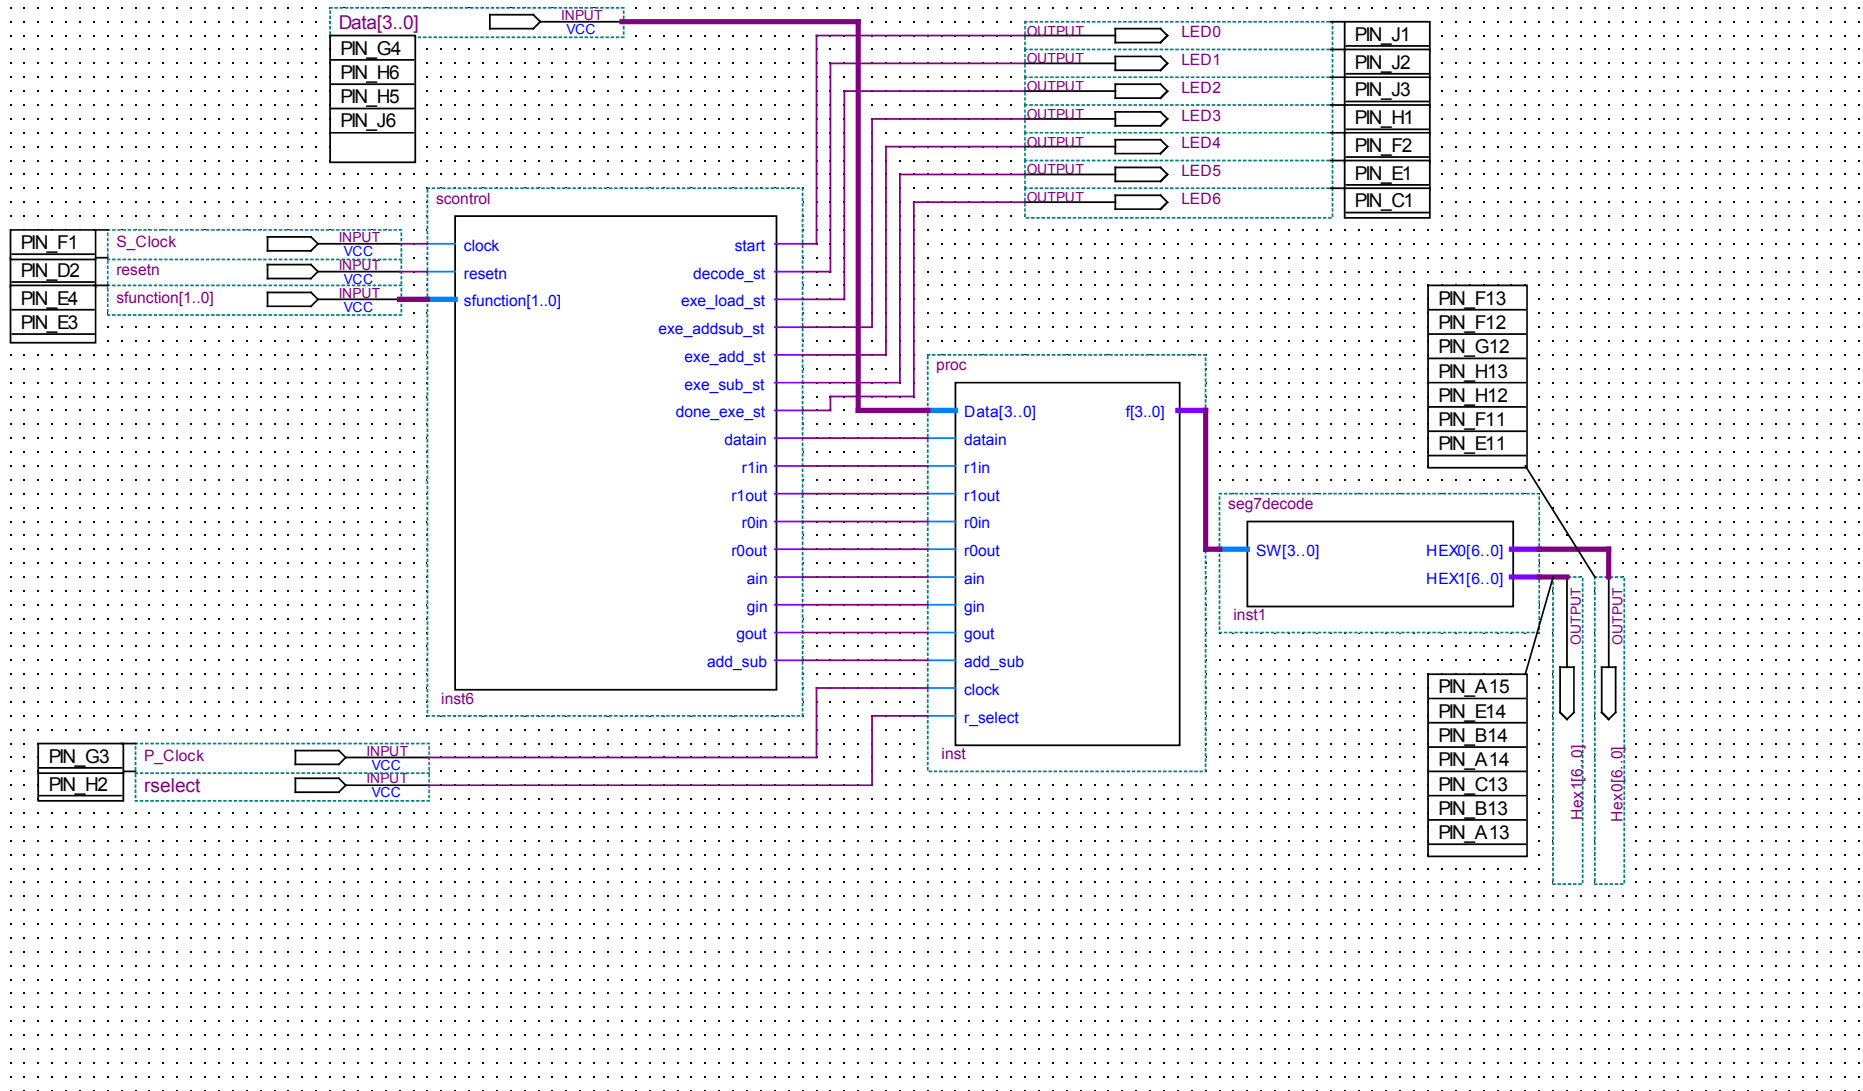 Data[3..0]
INPUT
VCC
PIN_G4
PIN_H6
PIN_H5
PIN_J6
OUTPUT LED0 PIN_J1
OUTPUT LED1 PIN_J2
OUTPUT LED2 PIN_J3
OUTPUT LED3 PIN_H1
OUTPUT LED4 PIN_F2
OUTPUT LED5 PIN_E1
OUTPUT LED6 PIN_C1
PIN_F1 S_Clock INPUT
VCC
PIN_D2 resetn INPUT
VCC
PIN_E4 sfunction[1..0] INPUT
VCC
PIN_E3
scontrol
clock
resetn
sfunction[1..0]
start
decode_st
exe_load_st
exe_addsub_st
exe_add_st
exe_sub_st
done_exe_st
datain
r1in
r1out
r0in
r0out
ain
gin
gout
add_sub
inst6
proc
Data[3..0] f[3..0]
datain
r1in
r1out
r0in
r0out
ain
gin
gout
add_sub
clock
r_select
inst
PIN_G3 P_Clock INPUT
VCC
PIN_H2 rselect INPUT
VCC
PIN_F13
PIN_F12
PIN_G12
PIN_H13
PIN_H12
PIN_F11
PIN_E11
seg7decode
SW[3..0] HEX0[6..0]
HEX1[6..0]
inst1
OUTPUT
Hex1[6..0]
OUTPUT
Hex0[6..0]
PIN_A15
PIN_E14
PIN_B14
PIN_A14
PIN_C13
PIN_B13
PIN_A13